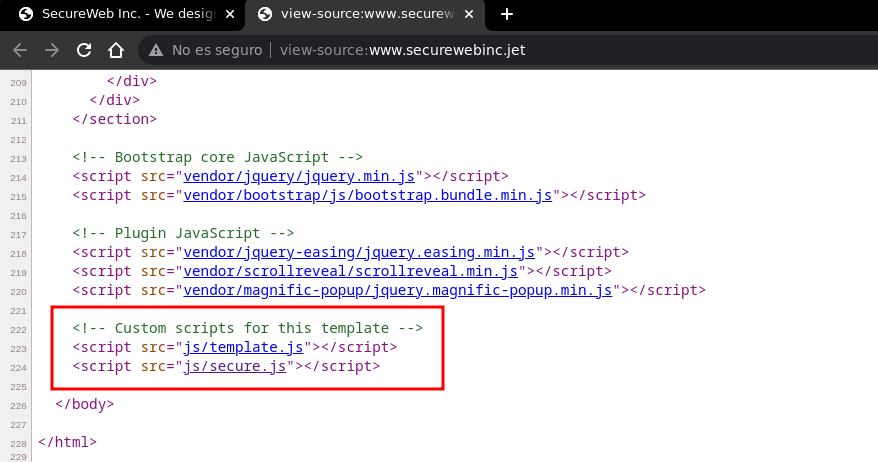 SecureWeb Inc. - We desig
view-source:www.securew
No es seguro view-source:www.securewebinc.jet
209 </div>
210 </div>
211 </section>
212
213 <!-- Bootstrap core JavaScript -->
214 <script src="vendor/jquery/jquery.min.js"></script>
215 <script src="vendor/bootstrap/js/bootstrap.bundle.min.js"></script>
216
217 <!-- Plugin JavaScript -->
218 <script src="vendor/jquery-easing/jquery.easing.min.js"></script>
219 <script src="vendor/scrollreveal/scrollreveal.min.js"></script>
220 <script src="vendor/magnific-popup/jquery.magnific-popup.min.js"></script>
221
222 <!-- Custom scripts for this template -->
223 <script src="js/template.js"></script>
224 <script src="js/secure.js"></script>
225
226 </body>
227
228 </html>
229